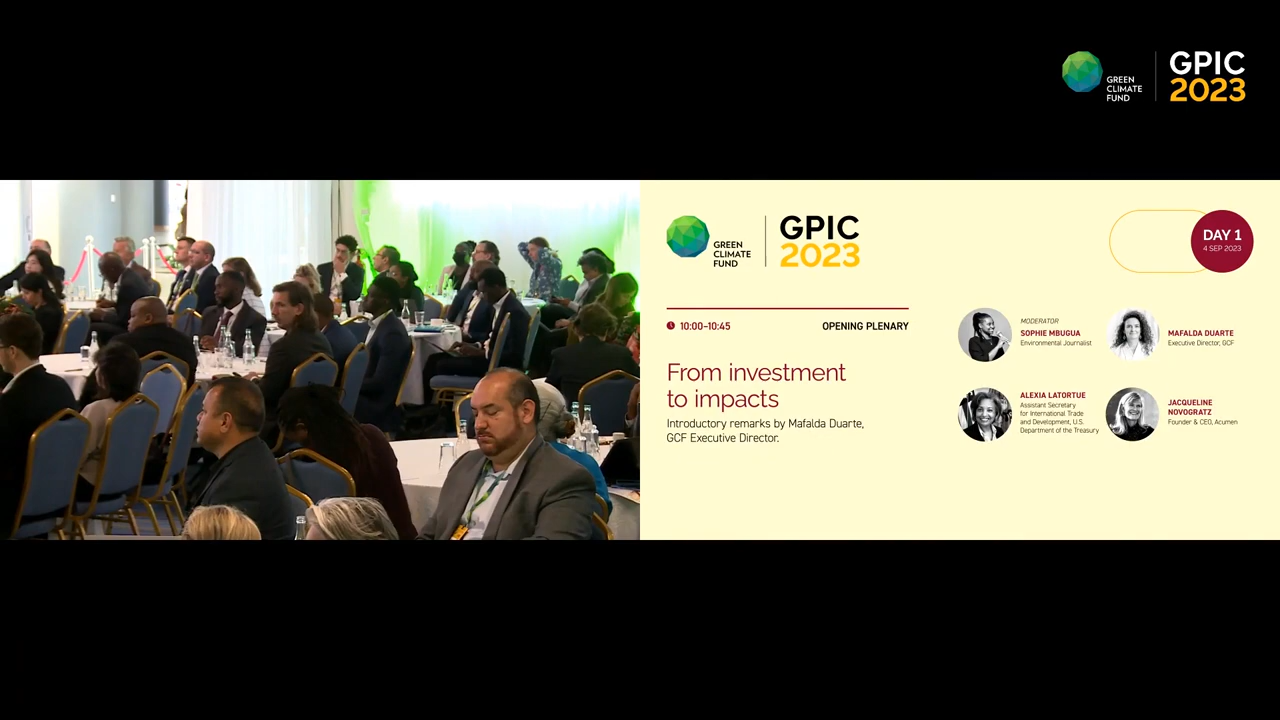 GREEN
CLIMATE
FUND
GPIC
2023
GREEN
CLIMATE
FUND
GPIC
2023
DAY 1
4 SEP 2023
10:00–10:45
OPENING PLENARY
From investment
to impacts
Introductory remarks by Mafalda Duarte,
GCF Executive Director.
MODERATOR
SOPHIE MBUGUA
Environmental Journalist
MAFALDA DUARTE
Executive Director, GCF
ALEXIA LATORTUE
Assistant Secretary
for International Trade
and Development, U.S.
Department of the Treasury
JACQUELINE
NOVOGRATZ
Founder & CEO, Acumen